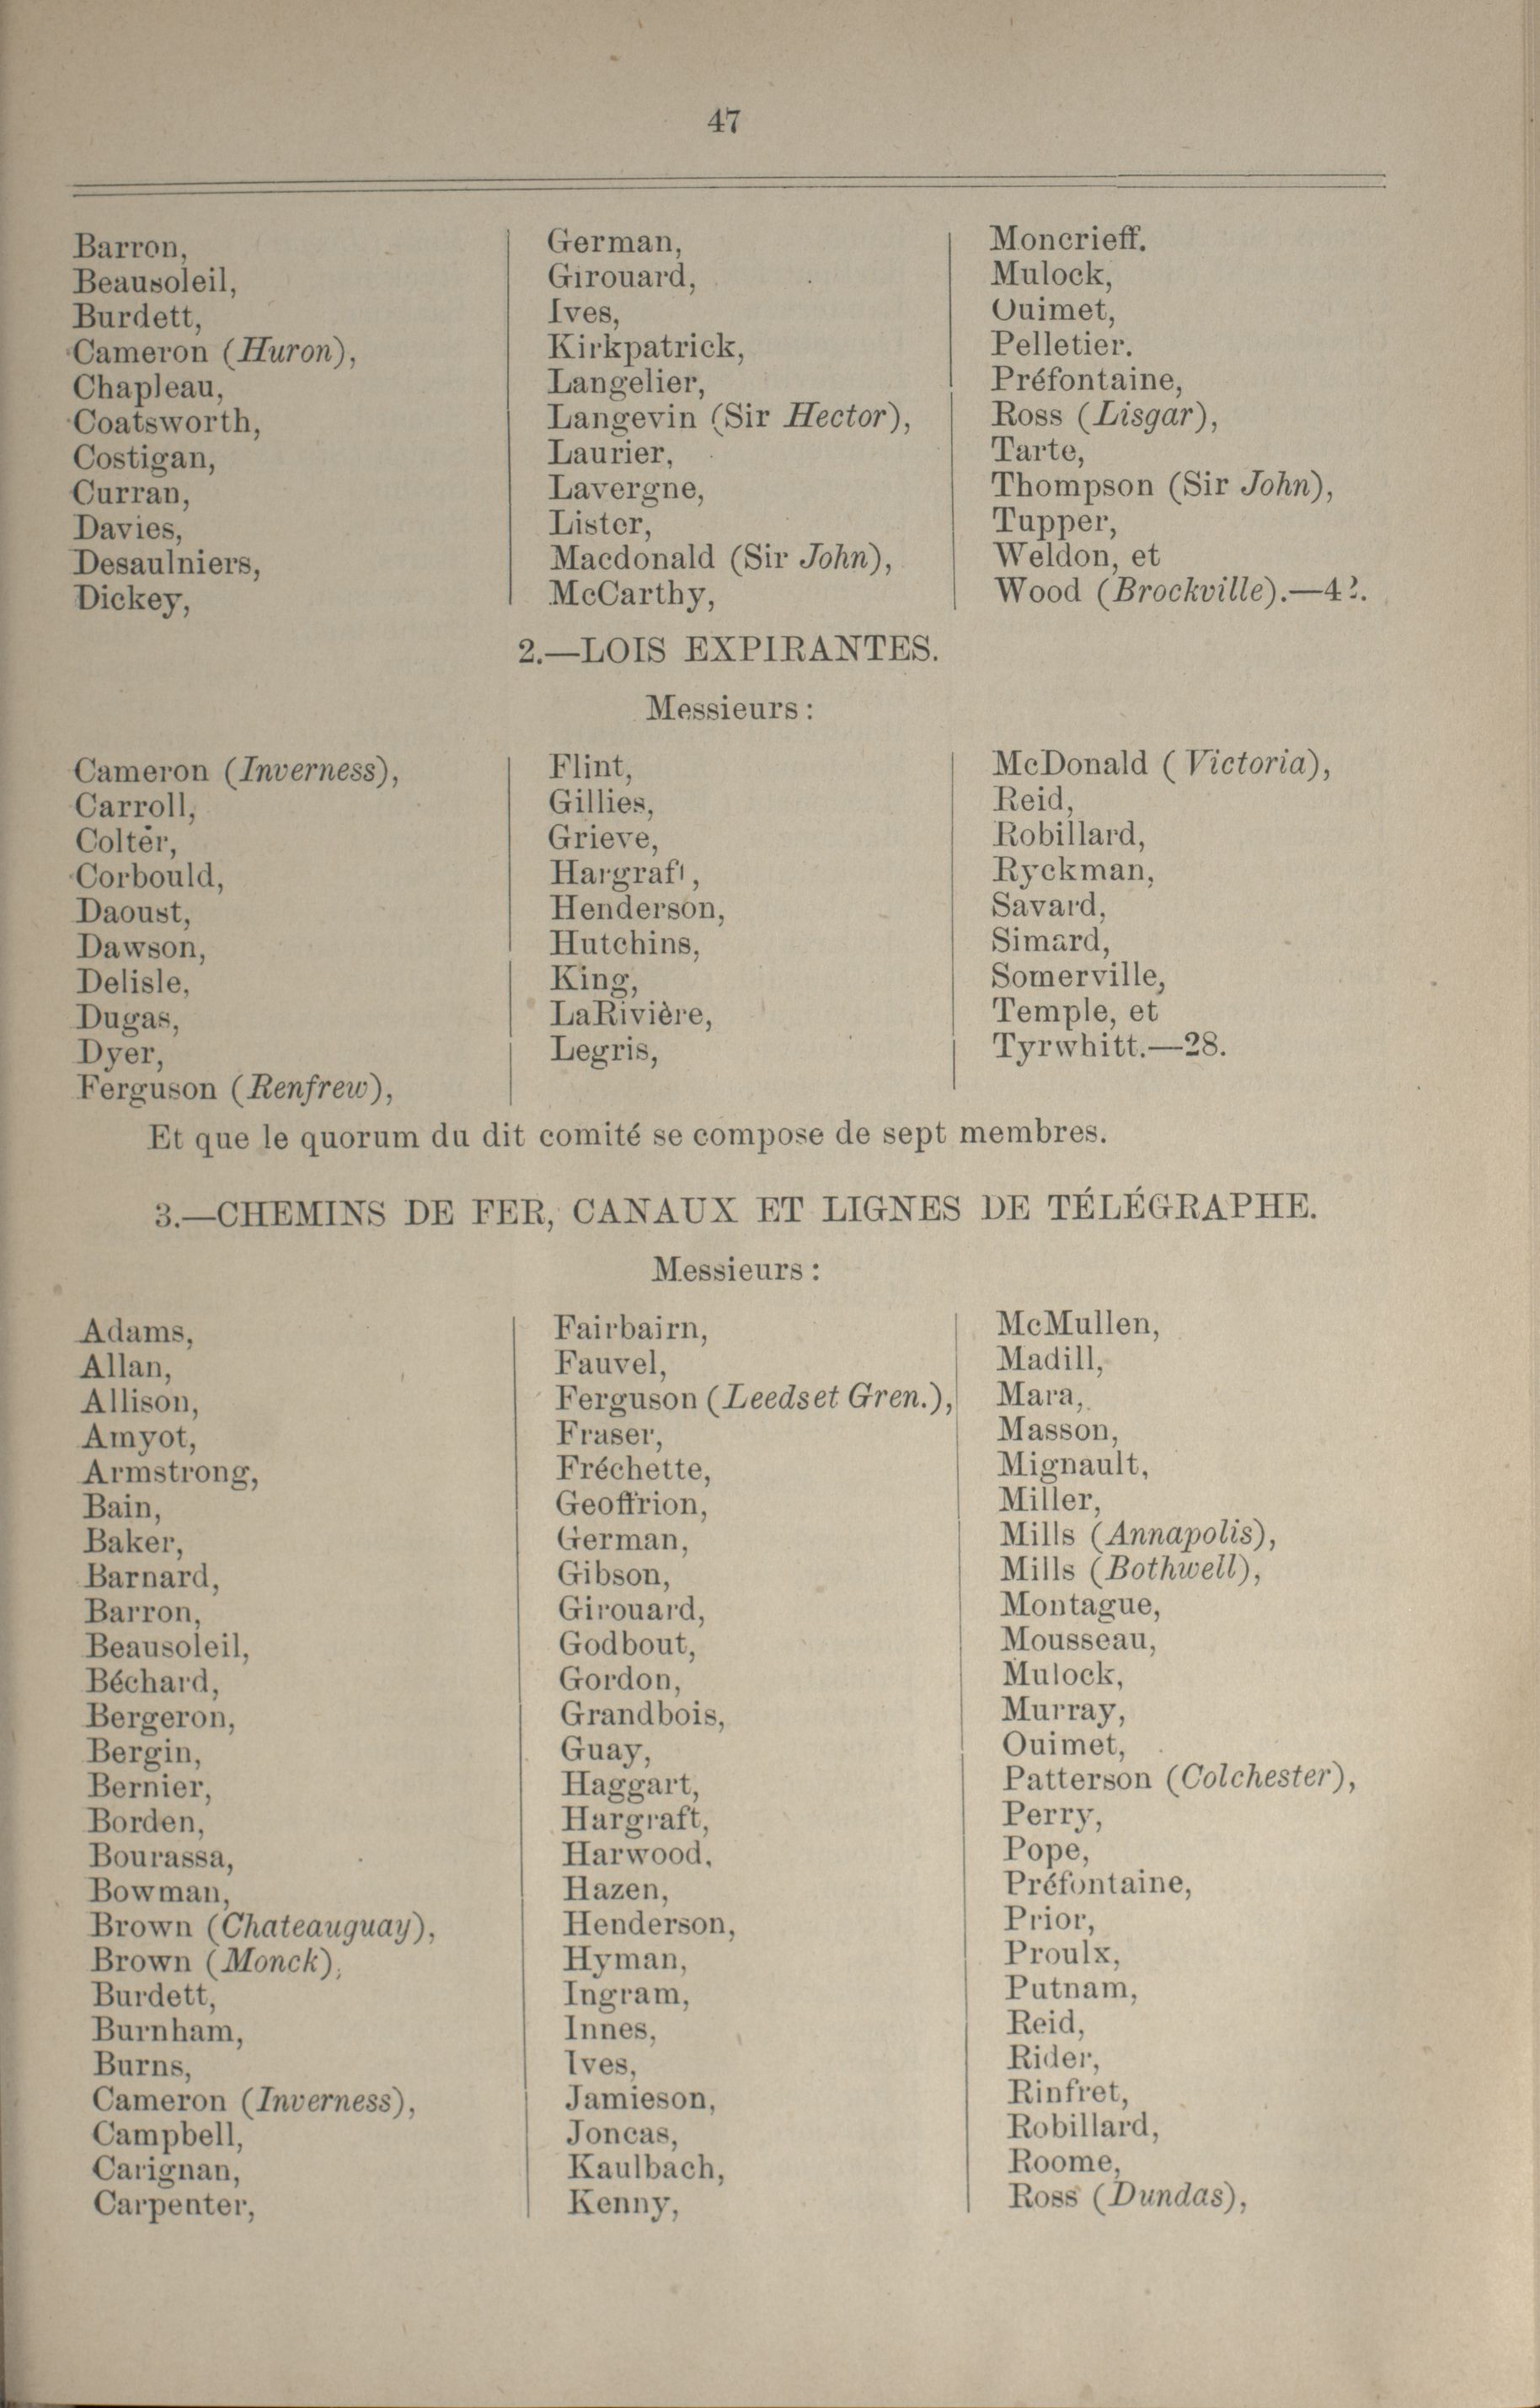 47
Barron,
Beausoleil,
Burdett,
Cameron (Huron),
Chapleau,
Coatsworth,
Costigan,
Curran,
Davies,
Desaulniers,
Dickey,
German,
Girouard,
Ives,
Kirkpatrick,
Langelier,
Langevin (Sir Hector),
Laurier,
Lavergne,
Lister,
Macdonald (Sir John),
McCarthy,
Moncrieff.
Mulock,
Ouimet,
Pelletier.
Préfontaine,
Ross (Lisgar),
Tarte,
Thompson (Sir John),
Tupper,
Weldon, et
Wood (Brockville).—42.
2.—LOIS EXPIRANTES.
Messieurs :
Cameron (Inverness),
Carroll,
Colter,
Corbould,
Daoust,
Dawson,
Delisle,
Dugas,
Dyer,
Ferguson (Renfrew),
Flint,
Gillies,
Grieve,
Hargraft,
Henderson,
Hutchins,
King,
LaRivière,
Legris,
McDonald (Victoria),
Reid,
Robillard,
Ryckman,
Savard,
Simard,
Somerville,
Temple, et
Tyrwhitt.—28.
Et que le quorum du dit comité se compose de sept membres.
3.—CHEMINS DE FER, CANAUX ET LIGNES DE TÉLÉGRAPHE.
Messieurs :
Adams,
Allan,
Allison,
Amyot,
Armstrong,
Bain,
Baker,
Barnard,
Barron,
Beausoleil,
Béchard,
Bergeron,
Bergin,
Bernier,
Borden,
Bourassa,
Bowman,
Brown (Chateauguay),
Brown (Monck),
Burdett,
Burnham,
Burns,
Cameron (Inverness),
Campbell,
Carignan,
Carpenter,
Fairbairn,
Fauvel,
Ferguson (Leedset Gren.),
Fraser,
Fréchette,
Geoffrion,
German,
Gibson,
Girouard,
Godbout,
Gordon,
Grandbois,
Guay,
Haggart,
Hargraft,
Harwood,
Hazen,
Henderson,
Hyman,
Ingram,
Innes,
Ives,
Jamieson,
Joncas,
Kaulbach,
Kenny,
McMullen,
Madill,
Mara,
Masson,
Mignault,
Miller,
Mills (Annapolis),
Mills (Bothwell),
Montague,
Mousseau,
Mulock,
Murray,
Ouimet,
Patterson (Colchester),
Perry,
Pope,
Préfontaine,
Prior,
Proulx,
Putnam,
Reid,
Rider,
Rinfret,
Robillard,
Roome,
Ross (Dundas),